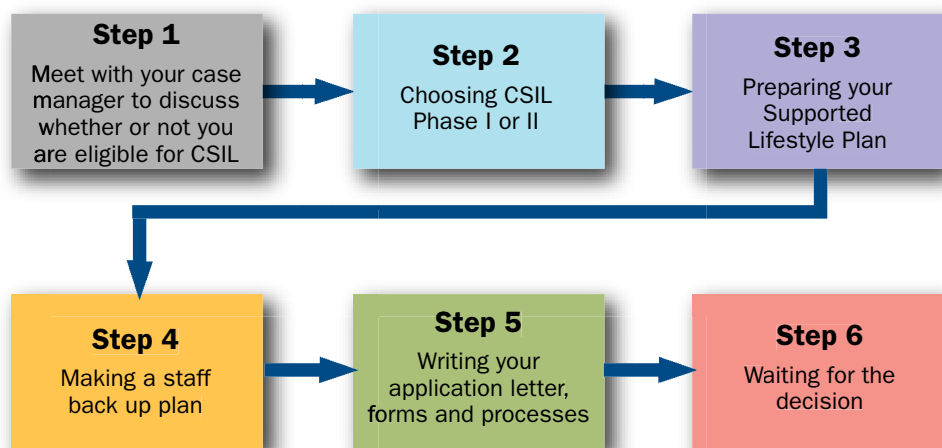 Step 1
Meet with your case
manager to discuss
whether or not you
are eligible for CSIL
Step 2
Choosing CSIL
Phase I or II
Step 3
Preparing your
Supported
Lifestyle Plan
Step 4
Making a staff
back up plan
Step 5
Writing your
application letter,
forms and processes
Step 6
Waiting for the
decision